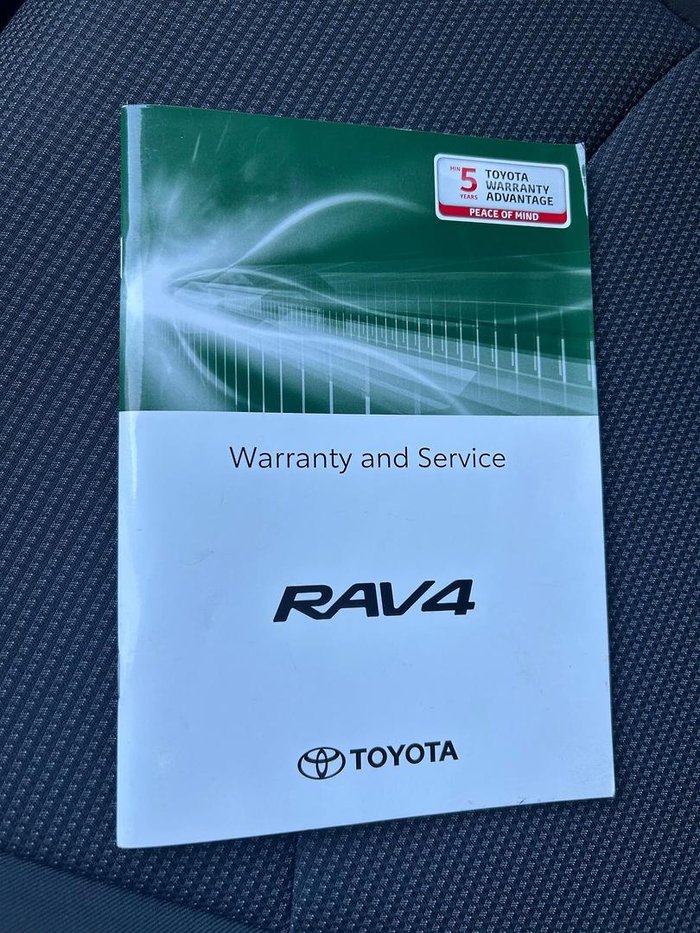 MIN 5 YEARS
TOYOTA
WARRANTY
ADVANTAGE
PEACE OF MIND
Warranty and Service
RAV4
TOYOTA